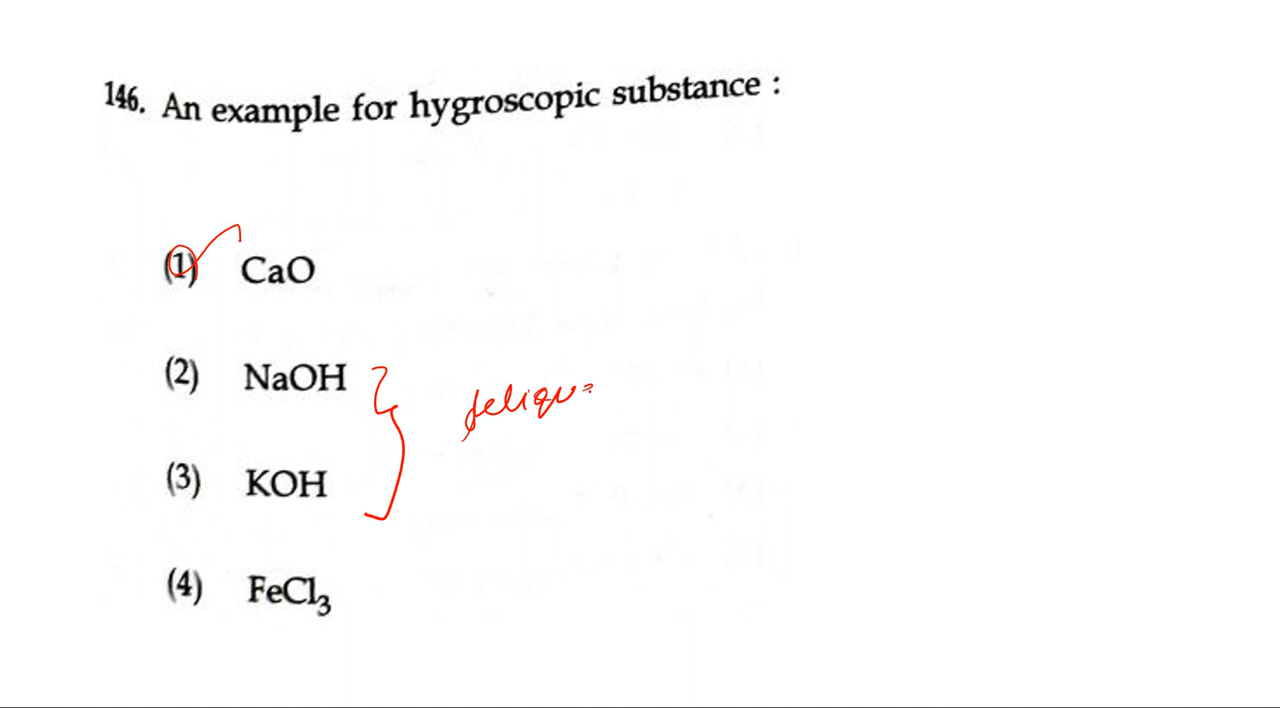 146. An example for hygroscopic substance :
(1) CaO
(2) NaOH
(3) KOH
(4) FeCl₃